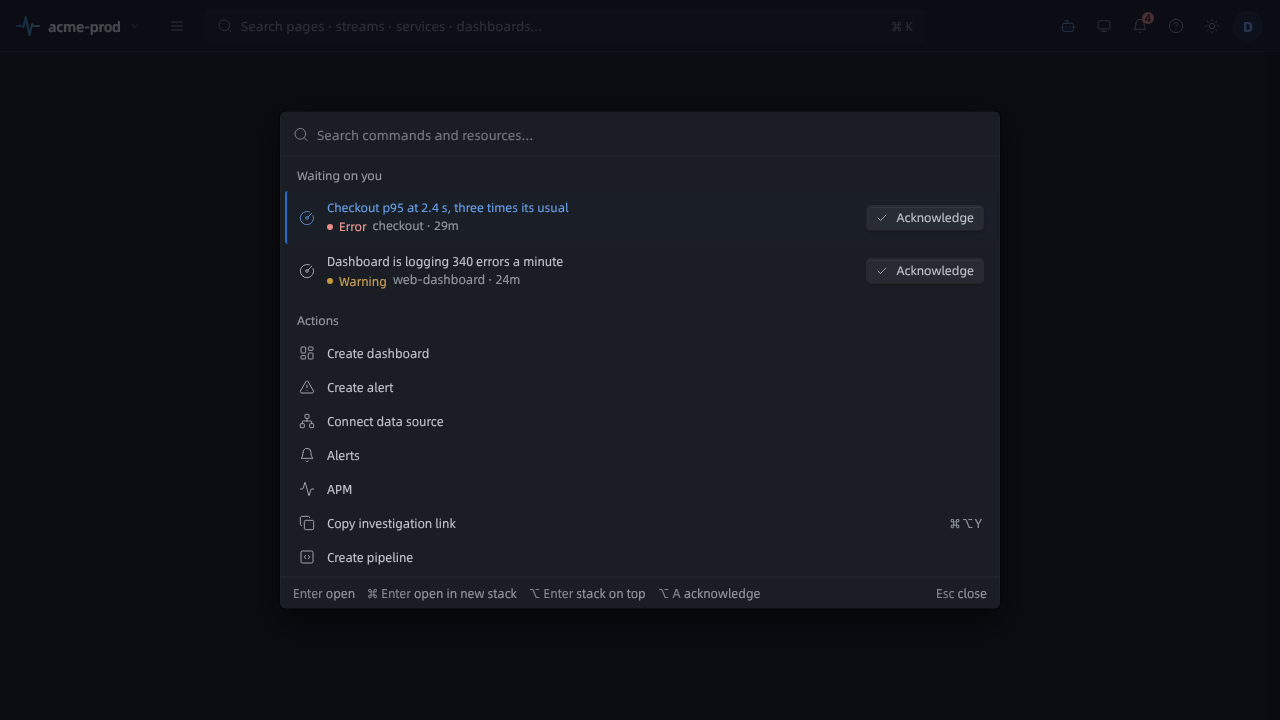 acme-prod
Search pages · streams · services · dashboards...
⌘ K
4
D
Search commands and resources...
Waiting on you
Checkout p95 at 2.4 s, three times its usual
Error checkout · 29m
Acknowledge
Dashboard is logging 340 errors a minute
Warning web-dashboard · 24m
Acknowledge
Actions
Create dashboard
Create alert
Connect data source
Alerts
APM
Copy investigation link ⌘⌥Y
Create pipeline
Enter open ⌘ Enter open in new stack ⌥ Enter stack on top ⌥ A acknowledge Esc close